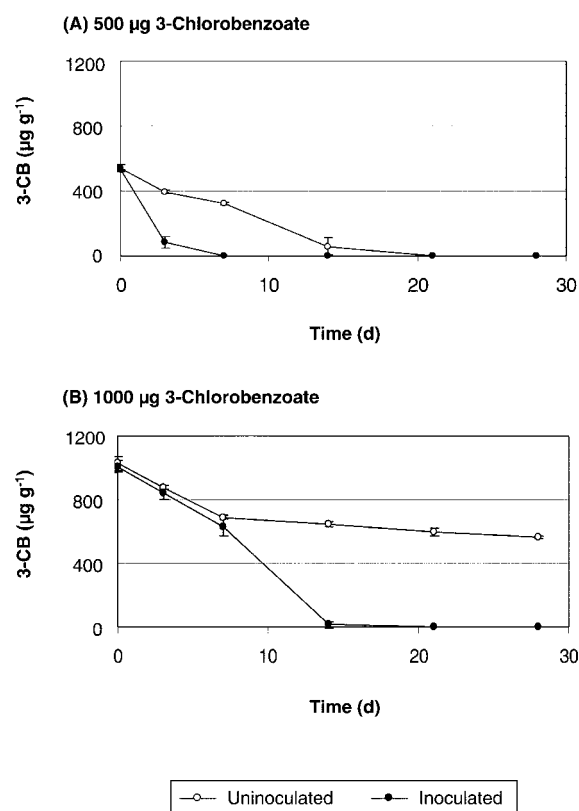 (A) 500 µg 3-Chlorobenzoate
1200
800
400
0
3-CB (µg g⁻¹)
0 10 20 30
Time (d)
(B) 1000 µg 3-Chlorobenzoate
1200
800
400
0
3-CB (µg g⁻¹)
0 10 20 30
Time (d)
Uninoculated Inoculated